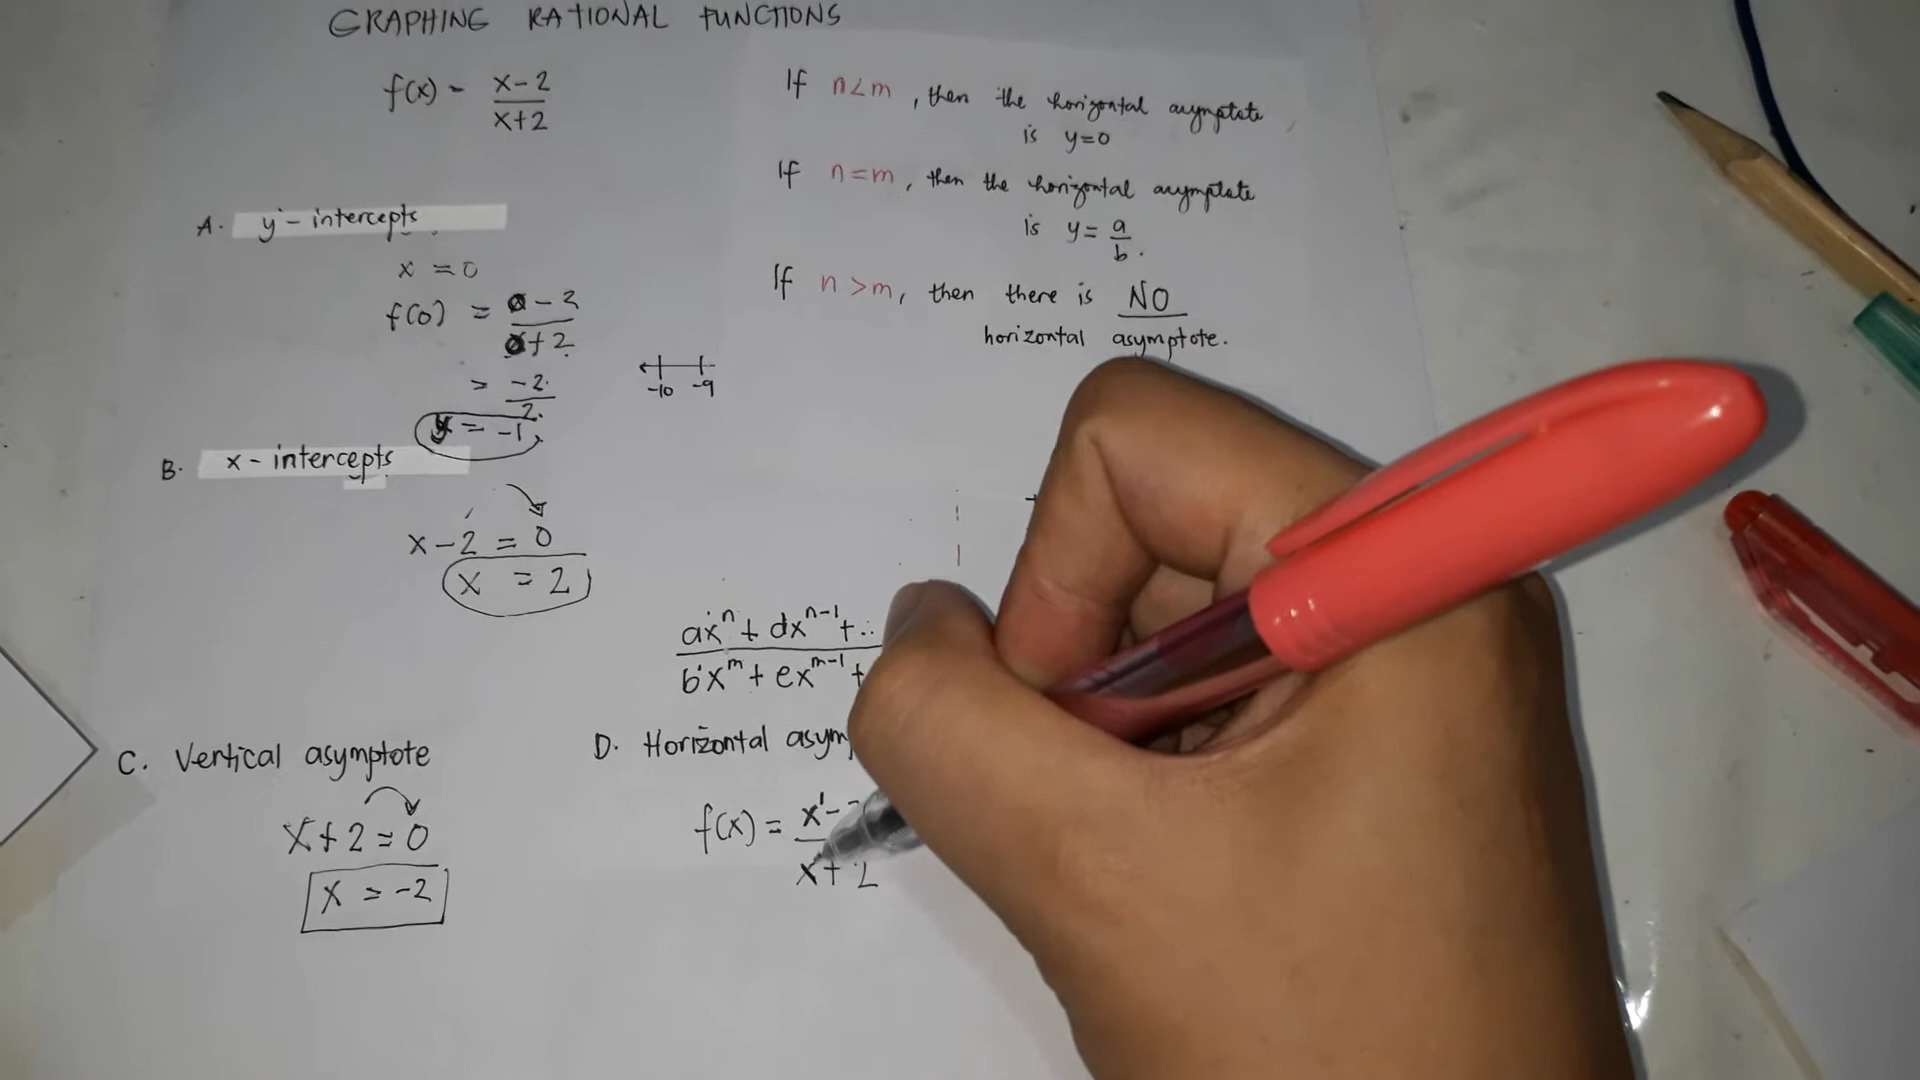 GRAPHING RATIONAL FUNCTIONS
f(x) - x-2
x+2
A. y - intercepts
x = 0
f(0) = 0 - 2
0 + 2
= -2
2
y = -1
B. x - intercepts
x - 2 = 0
x = 2
If n<m, then the horizontal asymptote
is y=0
If n=m, then the horizontal asymptote
is y= a
b.
If n>m, then there is NO
horizontal asymptote.
-10 -9
ax^n + dx^n-1 + ..
bx^m + ex^m-1 +
C. Vertical asymptote
x + 2 = 0
x = -2
D. Horizontal asym
f(x) = x^1 -
x + 2